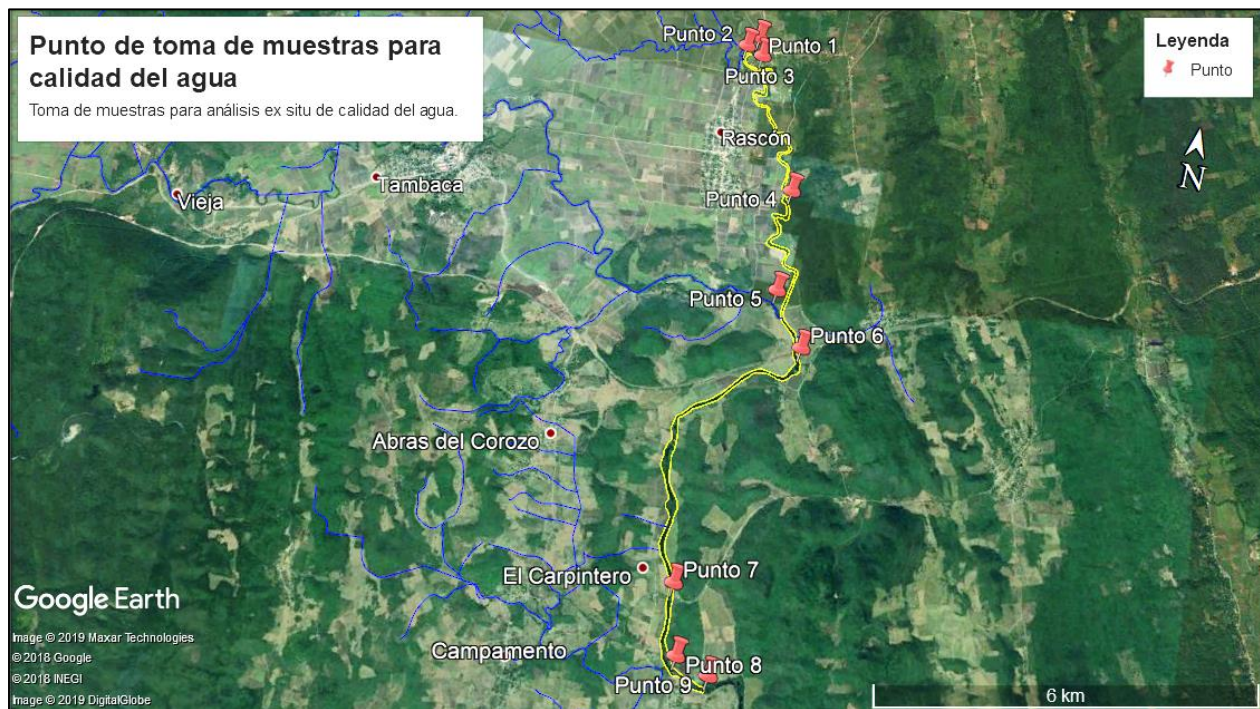 Punto de toma de muestras para
calidad del agua
Toma de muestras para análisis ex situ de calidad del agua.
Leyenda
Punto
Punto 2
Punto 1
Punto 3
Rascón
N
Tambaca
Vieja
Punto 4
Punto 5
Punto 6
Abras del Corozo
El Carpintero
Punto 7
Google Earth
Image © 2019 Maxar Technologies
© 2018 Google
© 2018 INEGI
Image © 2019 DigitalGlobe
Campamento
Punto 8
Punto 9
6 km